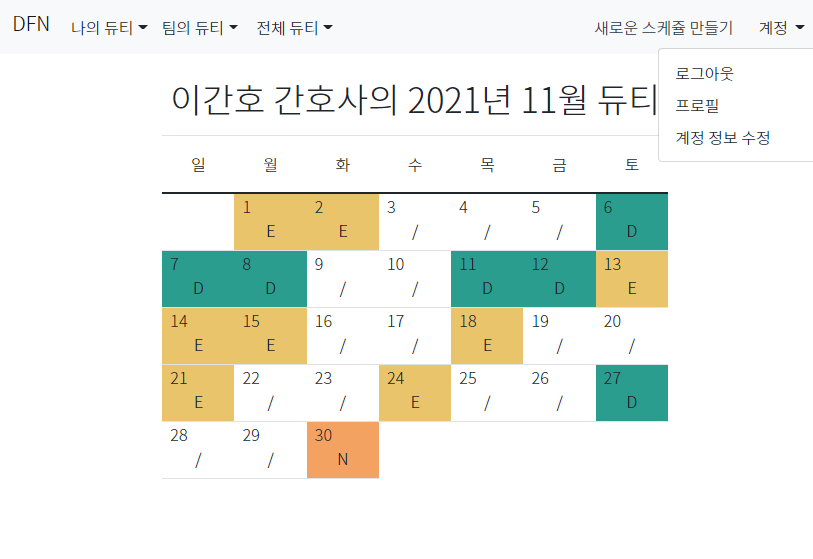 DFN 나의 듀티 팀의 듀티 전체 듀티 새로운 스케쥴 만들기 계정
로그아웃
프로필
계정 정보 수정
이간호 간호사의 2021년 11월 듀티
일 월 화 수 목 금 토
1 2 3 4 5 6
E E / / / D
7 8 9 10 11 12 13
D D / / D D E
14 15 16 17 18 19 20
E E / / E / /
21 22 23 24 25 26 27
E / / E / / D
28 29 30
/ / N